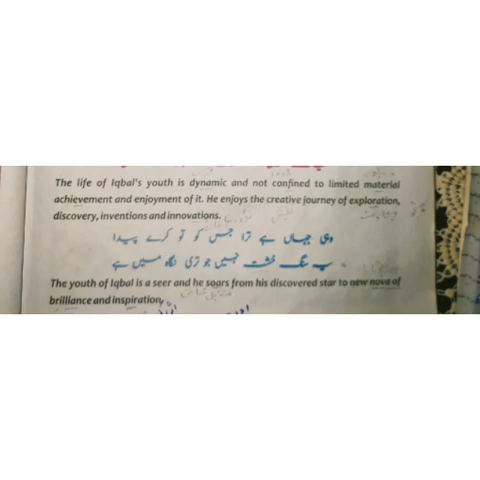 The life of Iqbal's youth is dynamic and not confined to limited material
achievement and enjoyment of it. He enjoys the creative journey of exploration,
discovery, inventions and innovations.
وہی جہاں ہے ترا جس کو تو کرے پیدا
یہ سنگ و خشت نہیں جو تری نگاہ میں ہے
The youth of Iqbal is a seer and he soars from his discovered star to new nova of
brilliance and inspiration,